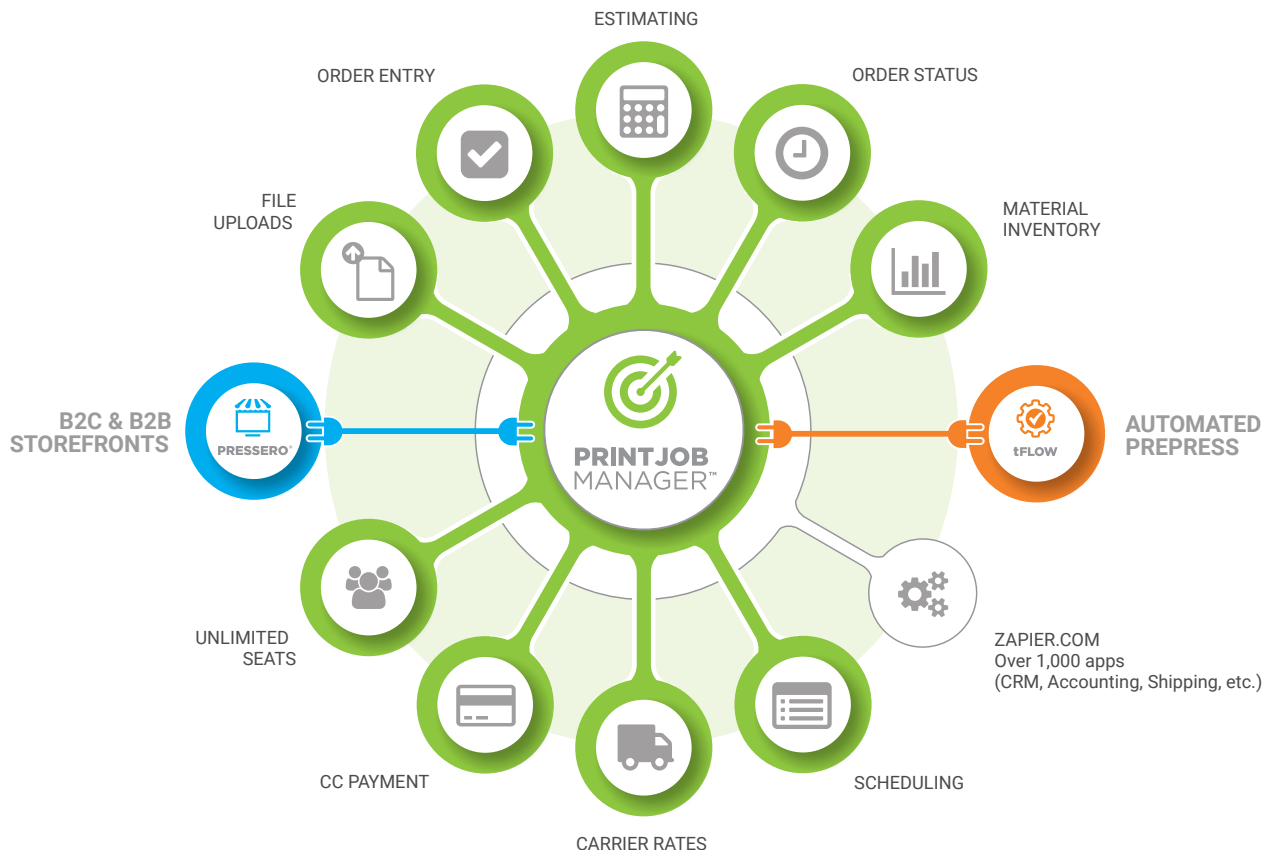 ESTIMATING
ORDER ENTRY
ORDER STATUS
FILE
UPLOADS
MATERIAL
INVENTORY
B2C & B2B
STOREFRONTS
PRESSERO®
PRINTJOB
MANAGER™
tFLOW
AUTOMATED
PREPRESS
UNLIMITED
SEATS
ZAPIER.COM
Over 1,000 apps
(CRM, Accounting, Shipping, etc.)
CC PAYMENT
SCHEDULING
CARRIER RATES